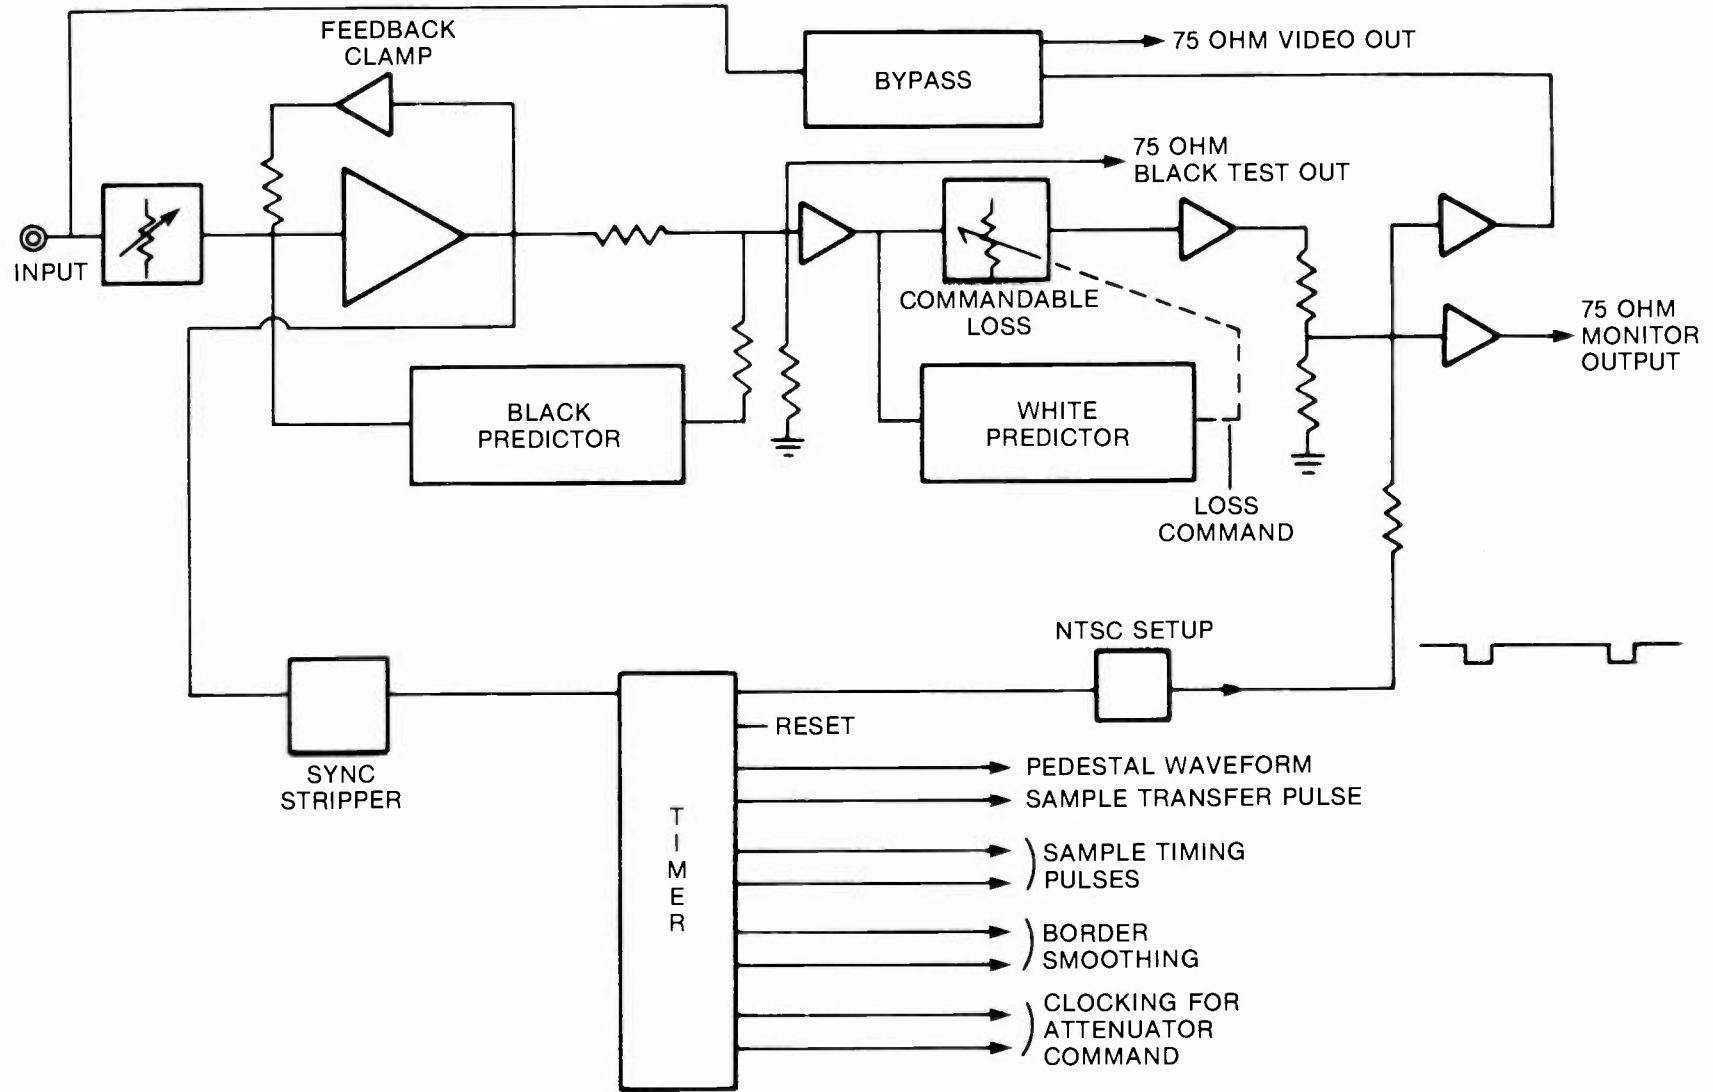 FEEDBACK
CLAMP
BYPASS
75 OHM VIDEO OUT
75 OHM
BLACK TEST OUT
INPUT
COMMANDABLE
LOSS
75 OHM
MONITOR
OUTPUT
BLACK
PREDICTOR
WHITE
PREDICTOR
LOSS
COMMAND
NTSC SETUP
SYNC
STRIPPER
TIMER
RESET
PEDESTAL WAVEFORM
SAMPLE TRANSFER PULSE
SAMPLE TIMING
PULSES
BORDER
SMOOTHING
CLOCKING FOR
ATTENUATOR
COMMAND